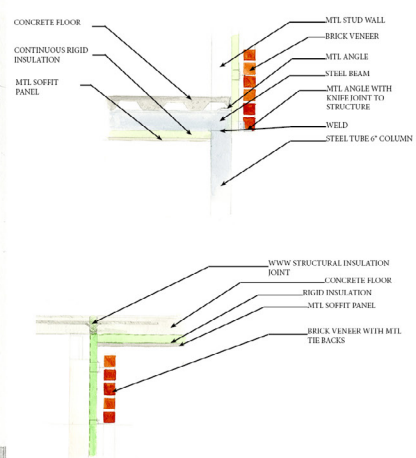 CONCRETE FLOOR
CONTINUOUS RIGID
INSULATION
MTL SOFFIT
PANEL
MTL STUD WALL
BRICK VENEER
MTL ANGLE
STEEL BEAM
MTL ANGLE WITH
KNIFE JOINT TO
STRUCTURE
WELD
STEEL TUBE 6" COLUMN
WWW STRUCTURAL INSULATION
JOINT
CONCRETE FLOOR
RIGID INSULATION
MTL SOFFIT PANEL
BRICK VENEER WITH MTL
TIE BACKS